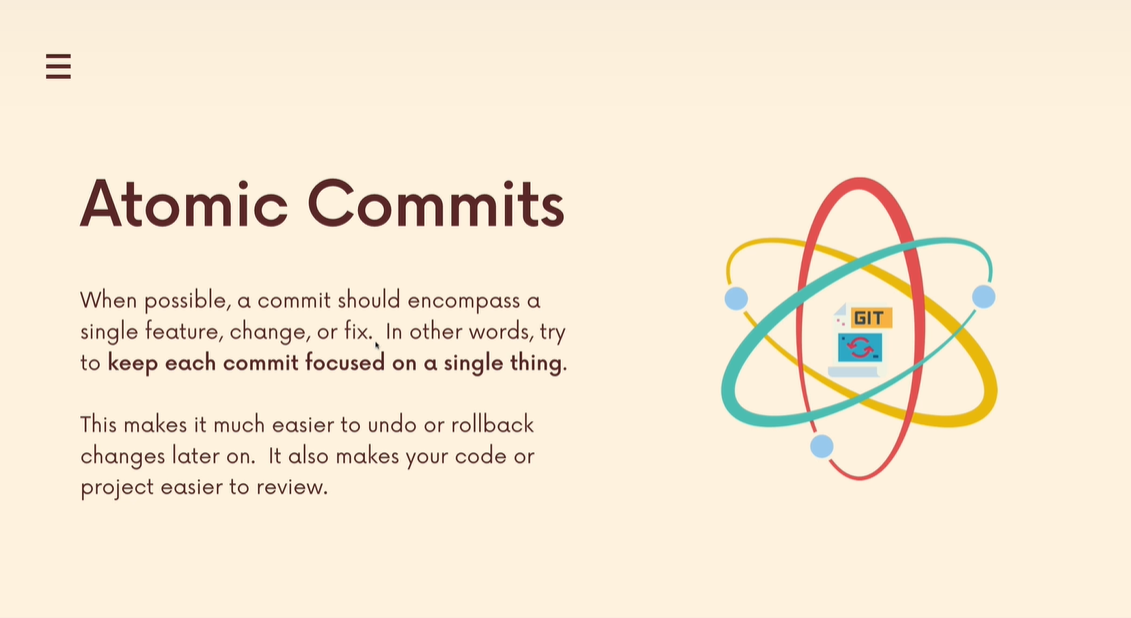 Atomic Commits
When possible, a commit should encompass a
single feature, change, or fix.  In other words, try
to keep each commit focused on a single thing.
This makes it much easier to undo or rollback
changes later on.  It also makes your code or
project easier to review.
GIT